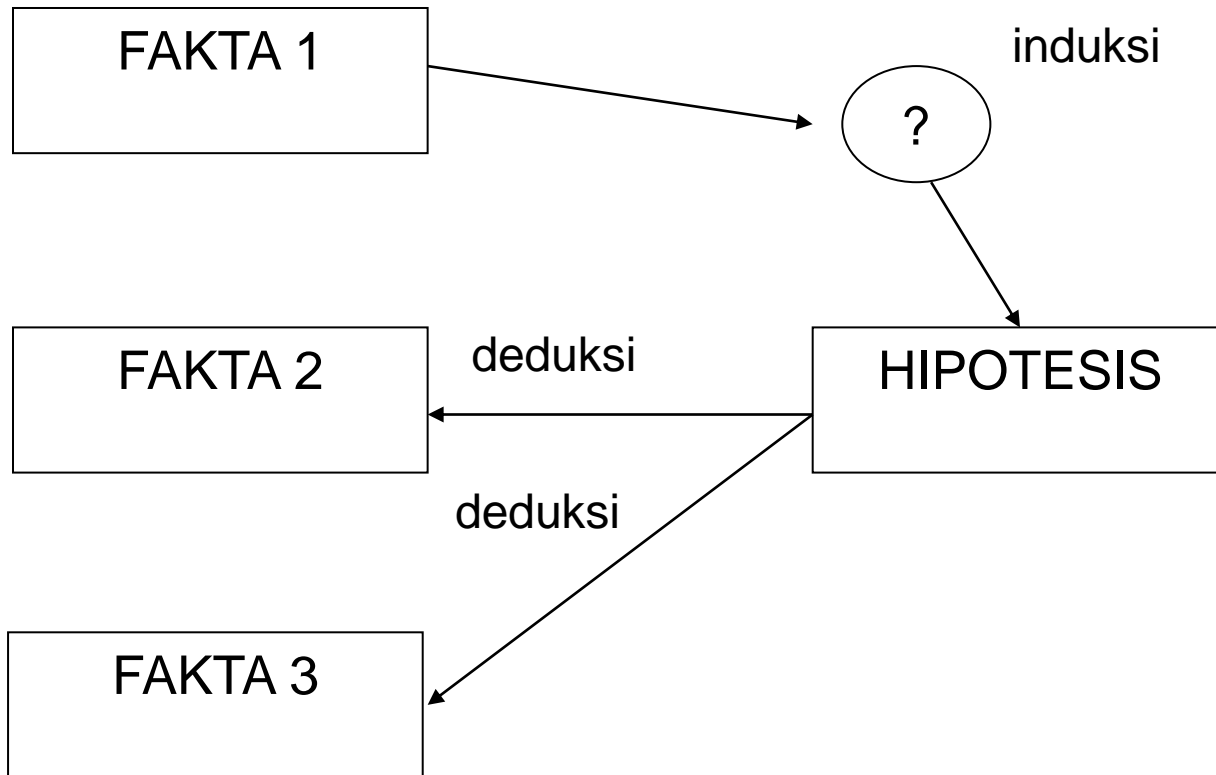 FAKTA 1
induksi
?
FAKTA 2
deduksi
HIPOTESIS
deduksi
FAKTA 3